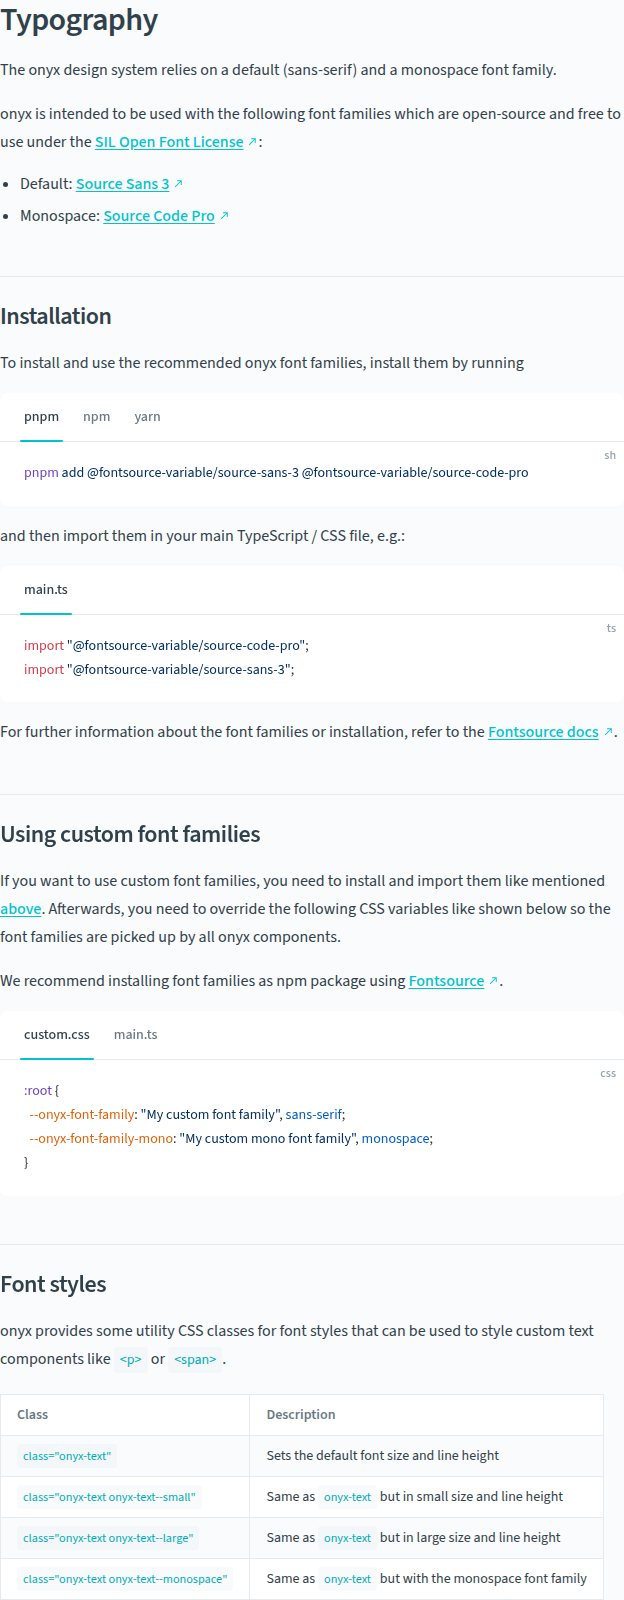 Typography
The onyx design system relies on a default (sans-serif) and a monospace font family.
onyx is intended to be used with the following font families which are open-source and free to
use under the SIL Open Font License ↗ :
• Default: Source Sans 3 ↗
• Monospace: Source Code Pro ↗
Installation
To install and use the recommended onyx font families, install them by running
pnpm npm yarn
sh
pnpm add @fontsource-variable/source-sans-3 @fontsource-variable/source-code-pro
and then import them in your main TypeScript / CSS file, e.g.:
main.ts
ts
import "@fontsource-variable/source-code-pro";
import "@fontsource-variable/source-sans-3";
For further information about the font families or installation, refer to the Fontsource docs ↗ .
Using custom font families
If you want to use custom font families, you need to install and import them like mentioned
above. Afterwards, you need to override the following CSS variables like shown below so the
font families are picked up by all onyx components.
We recommend installing font families as npm package using Fontsource ↗ .
custom.css main.ts
css
:root {
  --onyx-font-family: "My custom font family", sans-serif;
  --onyx-font-family-mono: "My custom mono font family", monospace;
}
Font styles
onyx provides some utility CSS classes for font styles that can be used to style custom text
components like <p> or <span> .
Class Description
class="onyx-text" Sets the default font size and line height
class="onyx-text onyx-text--small" Same as onyx-text but in small size and line height
class="onyx-text onyx-text--large" Same as onyx-text but in large size and line height
class="onyx-text onyx-text--monospace" Same as onyx-text but with the monospace font family